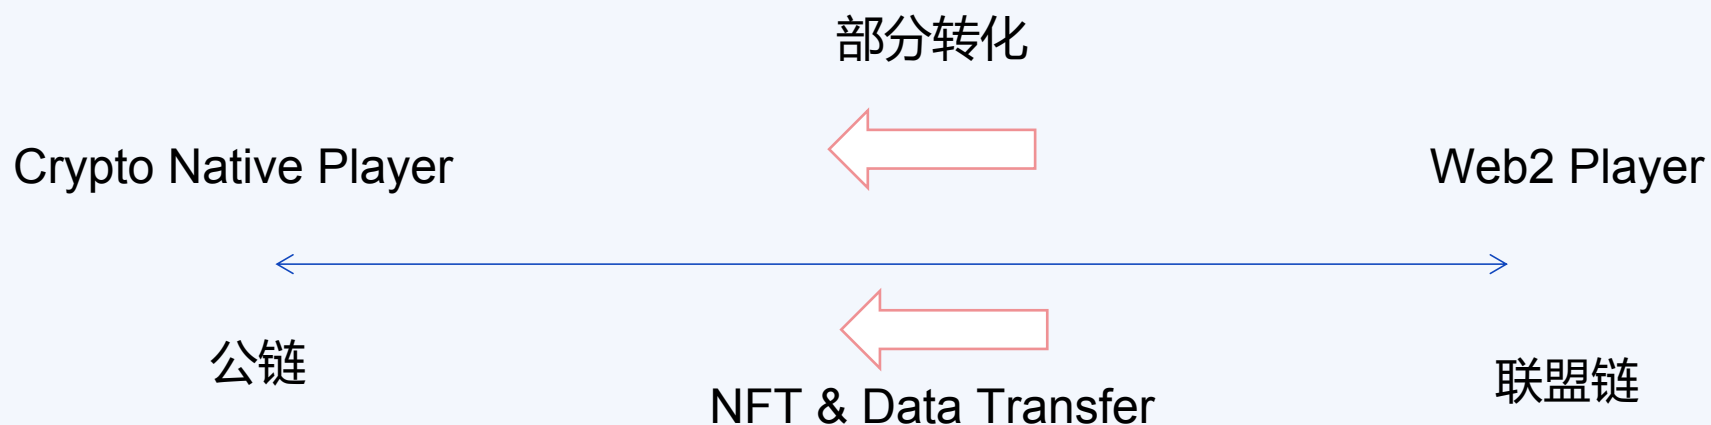 部分转化
Crypto Native Player
Web2 Player
公链
联盟链
NFT & Data Transfer